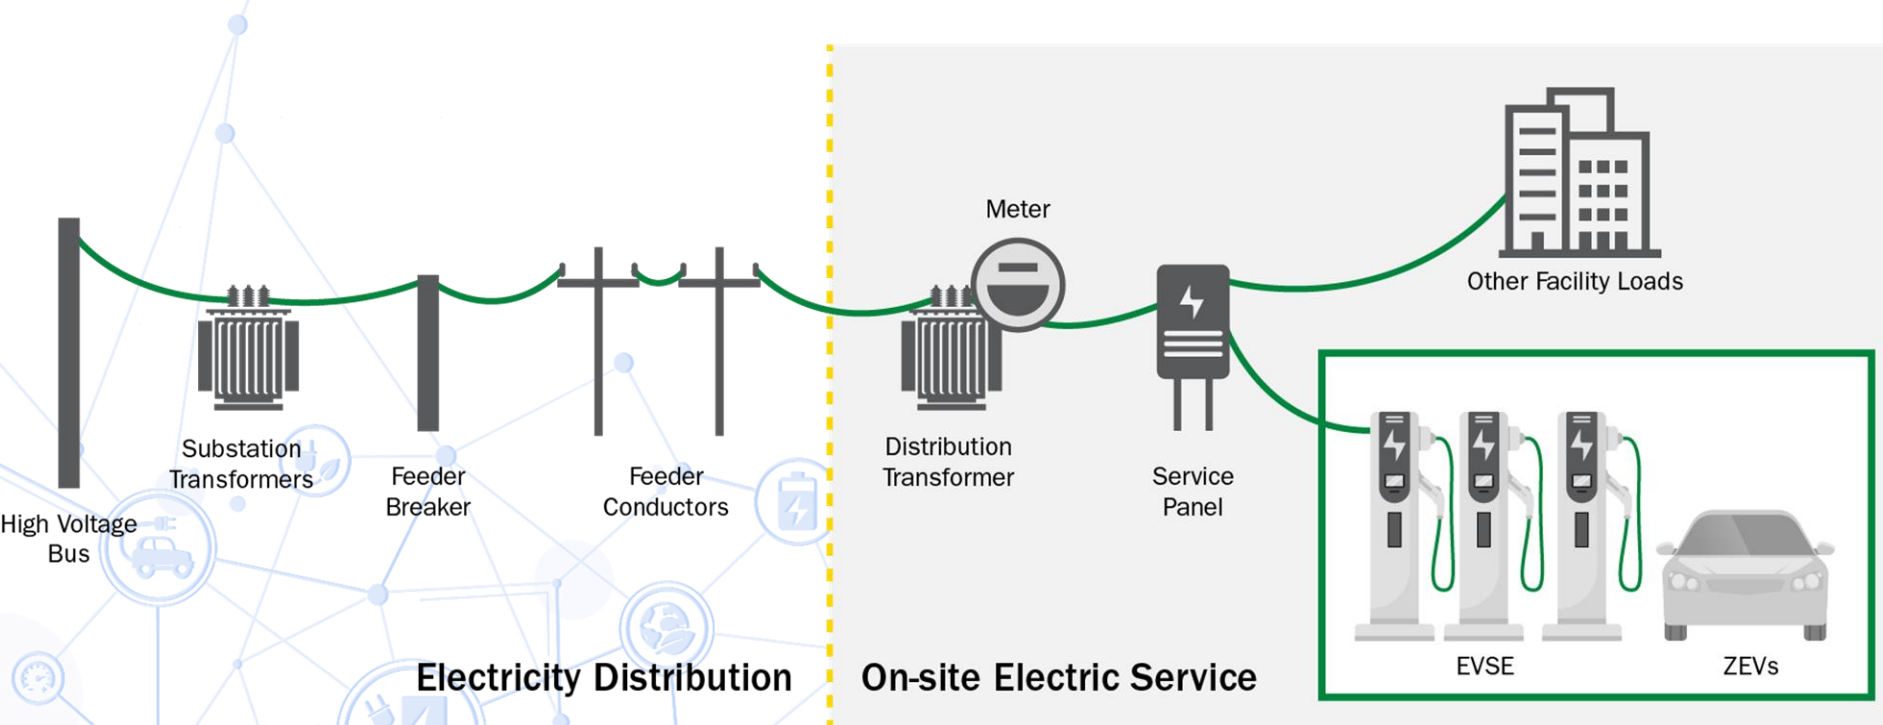 Meter
Other Facility Loads
Substation
Transformers
Distribution
Transformer
Feeder
Breaker
Feeder
Conductors
Service
Panel
High Voltage
Bus
EVSE
ZEVs
Electricity Distribution
On-site Electric Service